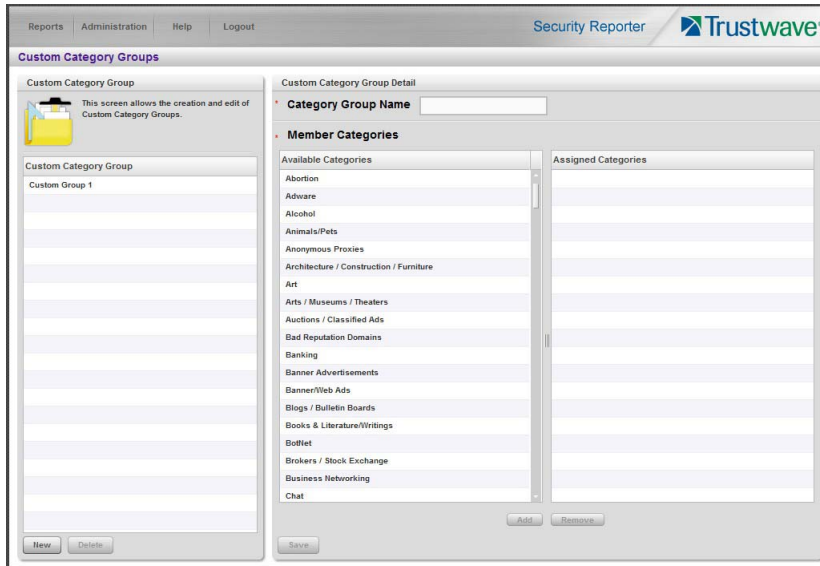 Reports Administration Help Logout
Security Reporter
Trustwave
Custom Category Groups
Custom Category Group
This screen allows the creation and edit of
Custom Category Groups.
Custom Category Group
Custom Group 1
New Delete
Custom Category Group Detail
* Category Group Name
* Member Categories
Available Categories
Abortion
Adware
Alcohol
Animals/Pets
Anonymous Proxies
Architecture / Construction / Furniture
Art
Arts / Museums / Theaters
Auctions / Classified Ads
Bad Reputation Domains
Banking
Banner Advertisements
Banner/Web Ads
Blogs / Bulletin Boards
Books & Literature/Writings
BotNet
Brokers / Stock Exchange
Business Networking
Chat
Assigned Categories
Add Remove
Save